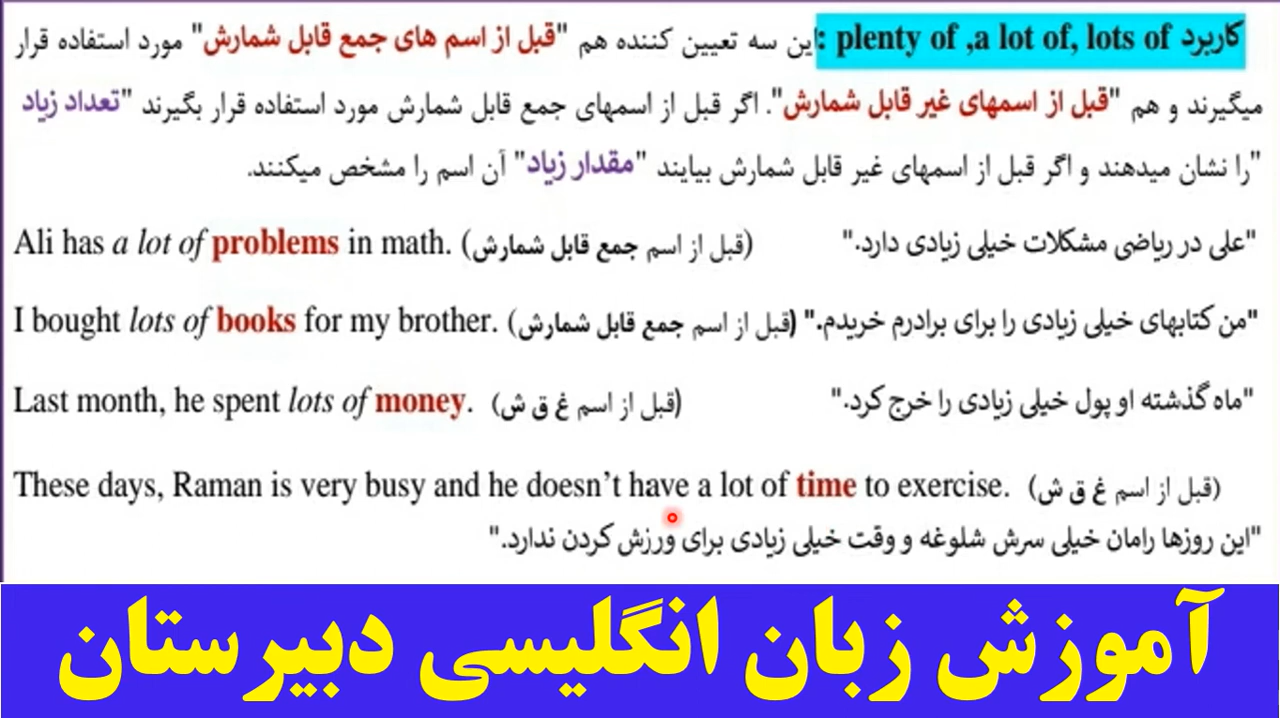 کاربرد plenty of ,a lot of, lots of : این سه تعیین کننده هم "قبل از اسم های جمع قابل شمارش" مورد استفاده قرار
میگیرند و هم "قبل از اسمهای غیر قابل شمارش". اگر قبل از اسمهای جمع قابل شمارش مورد استفاده قرار بگیرند "تعداد زیاد
"را نشان میدهند و اگر قبل از اسمهای غیر قابل شمارش بیایند "مقدار زیاد" آن اسم را مشخص میکنند.
Ali has a lot of problems in math. (قبل از اسم جمع قابل شمارش) "علی در ریاضی مشکلات خیلی زیادی دارد."
I bought lots of books for my brother. (قبل از اسم جمع قابل شمارش) "من کتابهای خیلی زیادی را برای برادرم خریدم."
Last month, he spent lots of money. (قبل از اسم غ ق ش) "ماه گذشته او پول خیلی زیادی را خرج کرد."
These days, Raman is very busy and he doesn't have a lot of time to exercise. (قبل از اسم غ ق ش)
"این روزها رامان خیلی سرش شلوغه و وقت خیلی زیادی برای ورزش کردن ندارد."
آموزش زبان انگلیسی دبیرستان